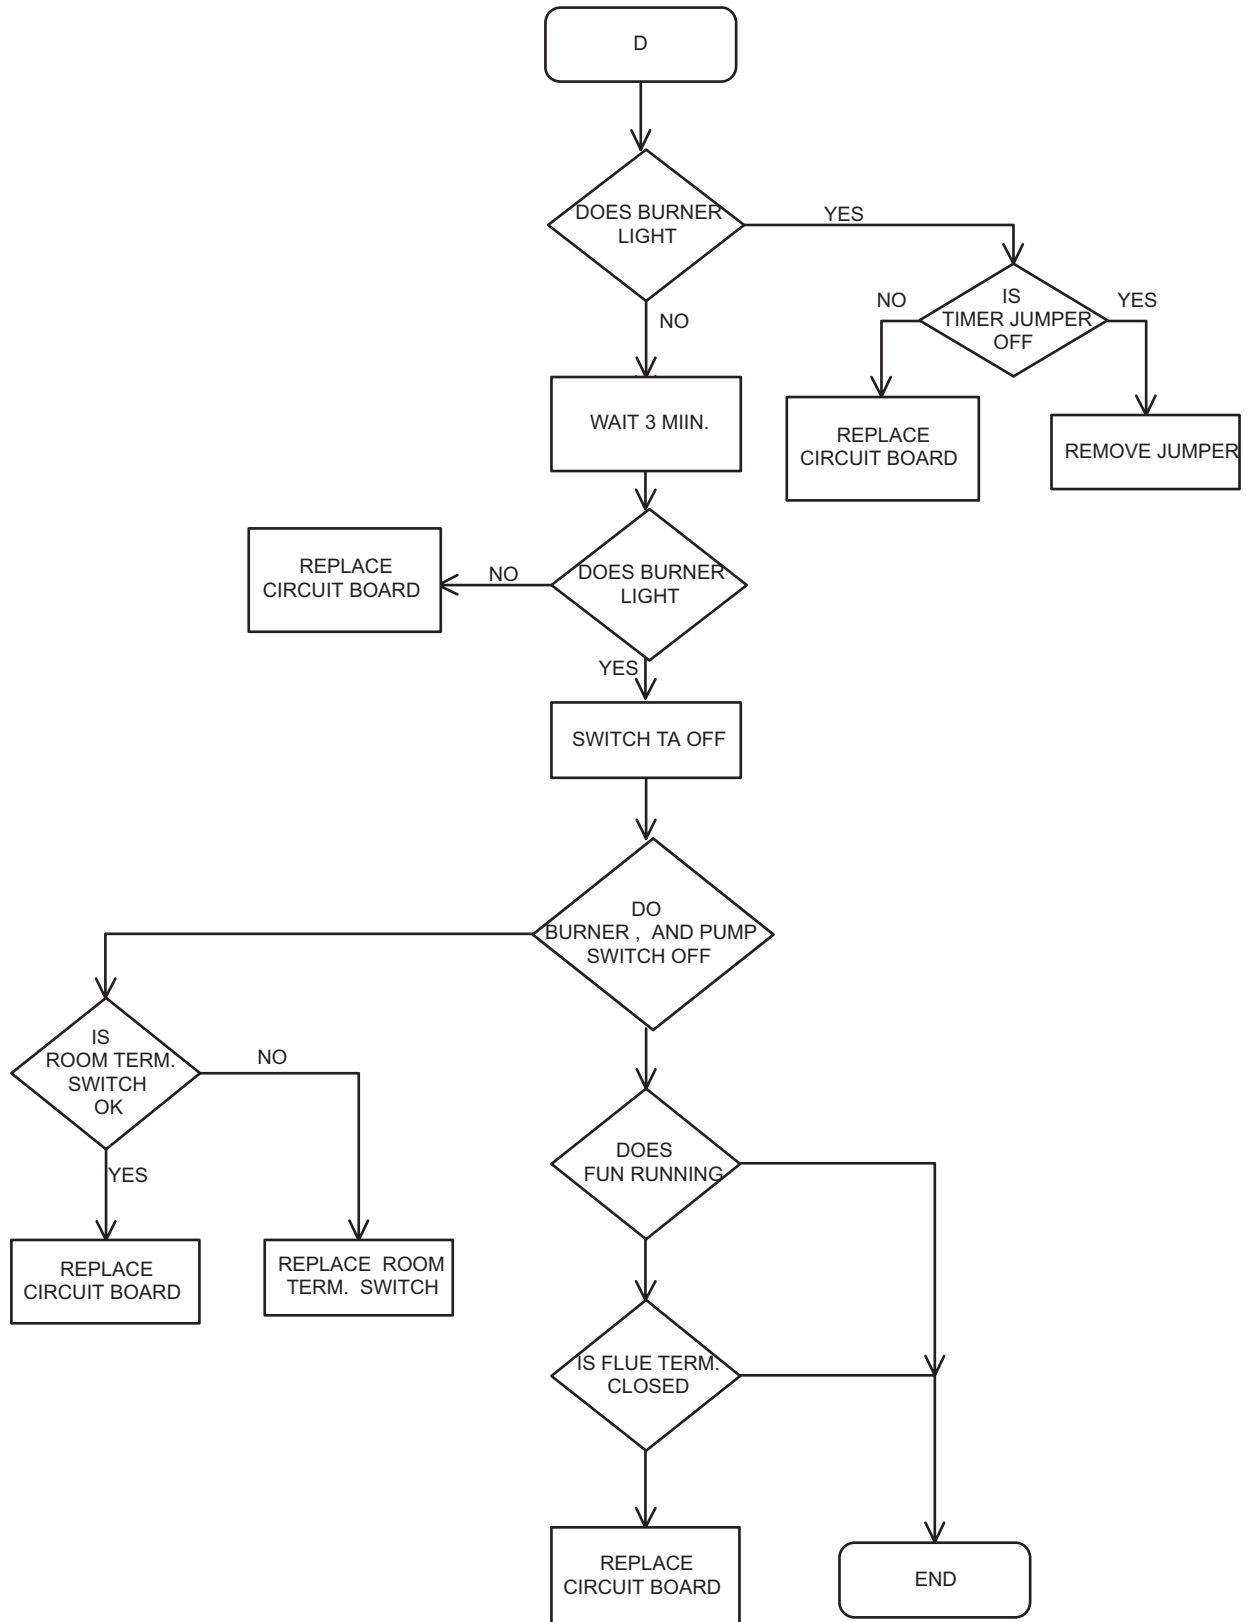 D
DOES BURNER
LIGHT
YES
NO
IS
TIMER JUMPER
OFF
NO
YES
WAIT 3 MIIN.
REPLACE
CIRCUIT BOARD
REMOVE JUMPER
REPLACE
CIRCUIT BOARD
NO
DOES BURNER
LIGHT
YES
SWITCH TA OFF
DO
BURNER , AND PUMP
SWITCH OFF
IS
ROOM TERM.
SWITCH
OK
NO
YES
DOES
FUN RUNNING
REPLACE
CIRCUIT BOARD
REPLACE ROOM
TERM. SWITCH
IS FLUE TERM.
CLOSED
REPLACE
CIRCUIT BOARD
END